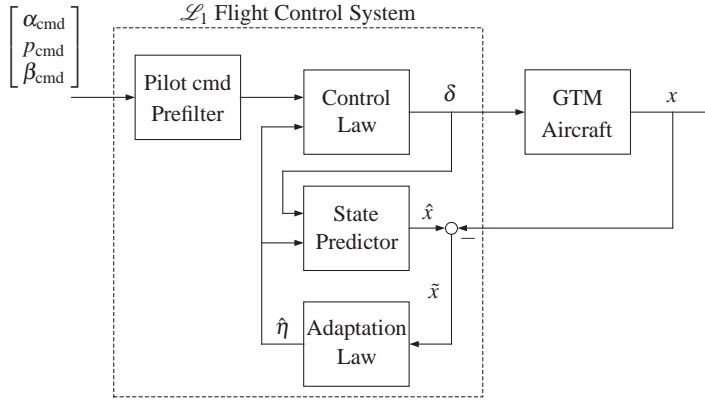 ℒ₁ Flight Control System
α_cmd
p_cmd
β_cmd
Pilot cmd
Prefilter
Control
Law
δ
GTM
Aircraft
x
State
Predictor
x̂
−
x̃
η̂
Adaptation
Law